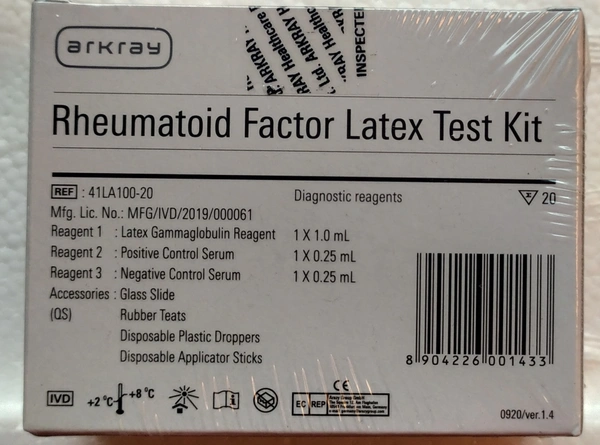 arkray
ARKRAY Healthcare
Ltd. ARKRAY
INSPECTE
Rheumatoid Factor Latex Test Kit
REF : 41LA100-20
Diagnostic reagents
20
Mfg. Lic. No.: MFG/IVD/2019/000061
Reagent 1 : Latex Gammaglobulin Reagent 1 X 1.0 mL
Reagent 2 : Positive Control Serum 1 X 0.25 mL
Reagent 3 : Negative Control Serum 1 X 0.25 mL
Accessories : Glass Slide
(QS) Rubber Teats
Disposable Plastic Droppers
Disposable Applicator Sticks
8 904226 001433
IVD
+2 °C
+8 °C
i
CE
EC REP
0920/ver.1.4